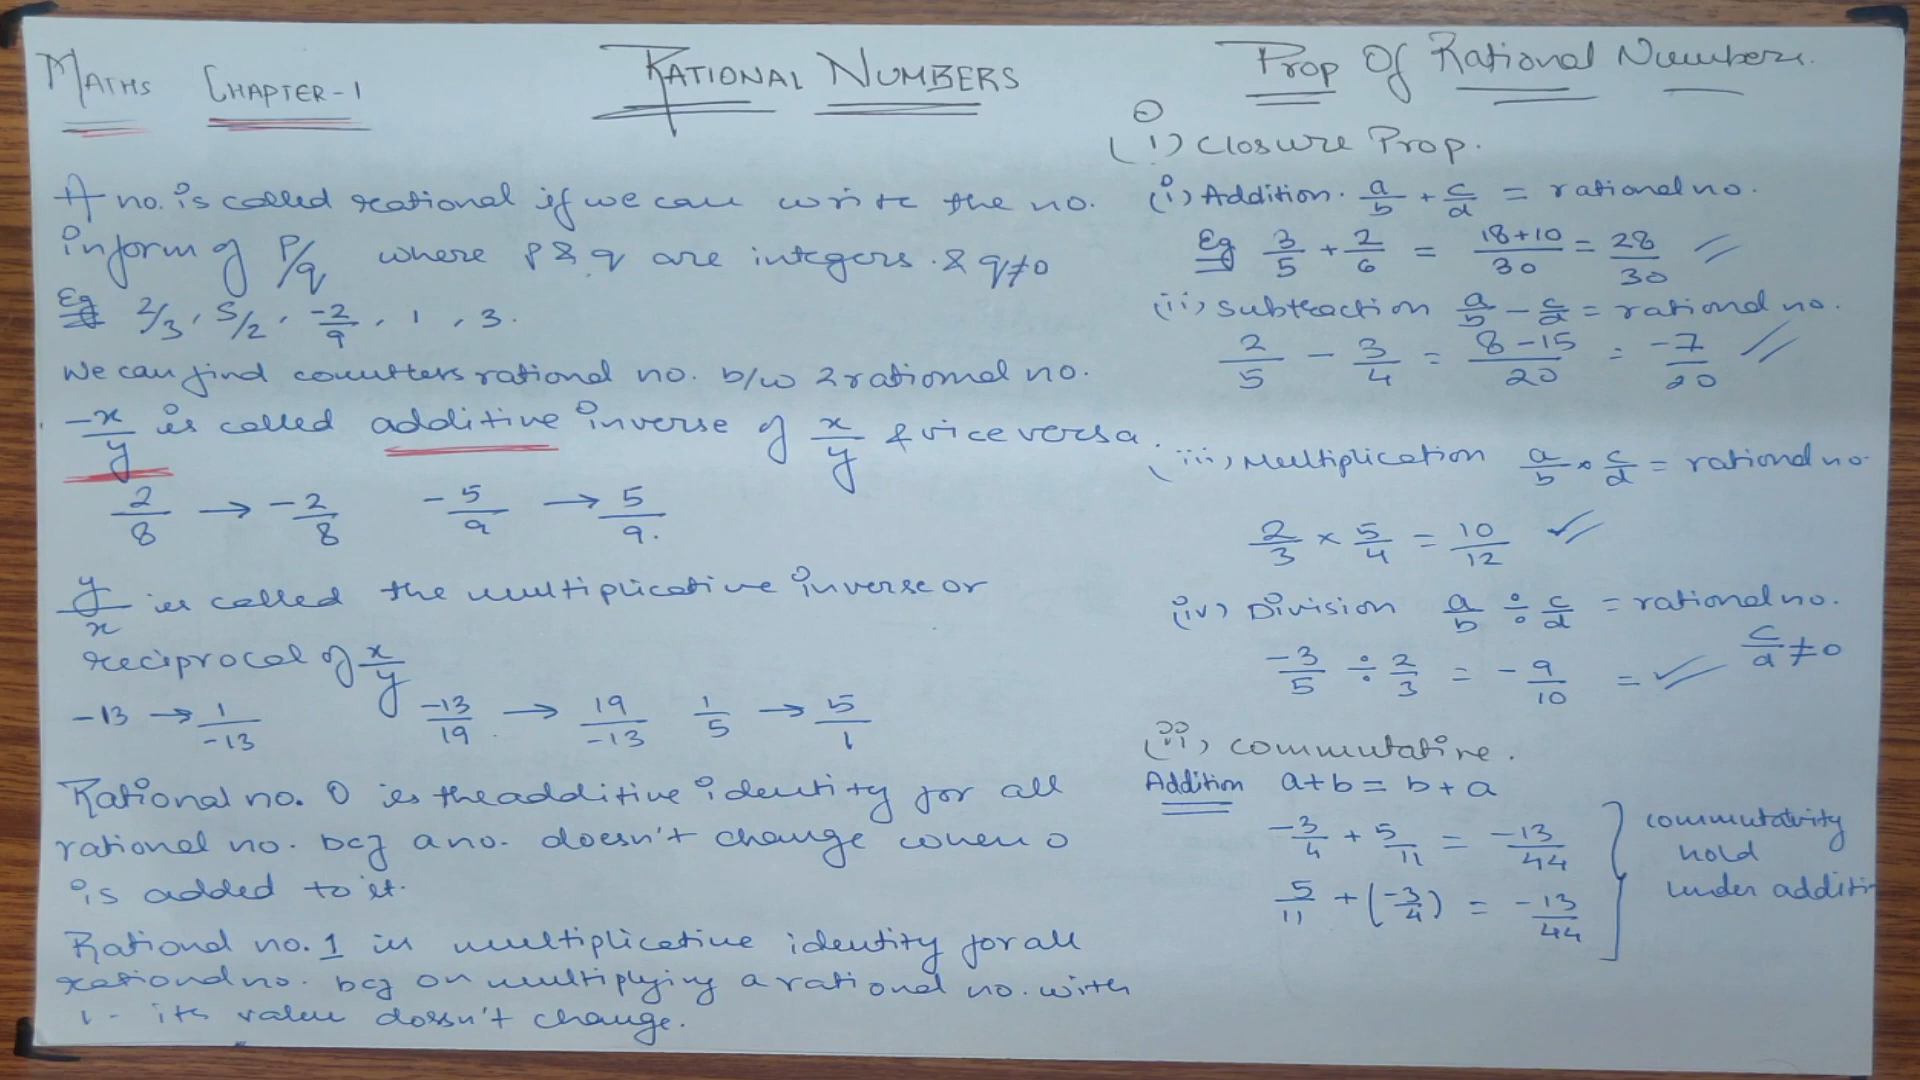 MATHS CHAPTER-1
RATIONAL NUMBERS
A no. is called rational if we can write the no.
in form of P/q where p & q are integers. & q≠0
Eg 2/3, 5/2, -2/9, 1, 3.
We can find countless rational no. b/w 2 rational no.
-x/y is called additive inverse of x/y & vice versa.
2/8 → -2/8 -5/9 → 5/9.
y/x is called the multiplicative inverse or
reciprocal of x/y
-13 → 1/-13 -13/19 → 19/-13 1/5 → 5/1
Rational no. 0 is the additive identity for all
rational no. bcz a no. doesn't change when 0
is added to it.
Rational no. 1 is multiplicative identity for all
rational no. bcz on multiplying a rational no. with
1 - its value doesn't change.
Prop Of Rational Numbers.
(i) Closure Prop.
(i) Addition. a/b + c/d = rational no.
Eg 3/5 + 2/6 = 18+10/30 = 28/30
(ii) Subtraction a/b - c/d = rational no.
2/5 - 3/4 = 8-15/20 = -7/20
(iii) Multiplication a/b × c/d = rational no.
2/3 × 5/4 = 10/12
(iv) Division a/b ÷ c/d = rational no.
c/d ≠ 0
-3/5 ÷ 2/3 = -9/10 =
(ii) commutative.
Addition a+b = b+a
-3/4 + 5/11 = -13/44
5/11 + (-3/4) = -13/44
commutativity
hold
under additi